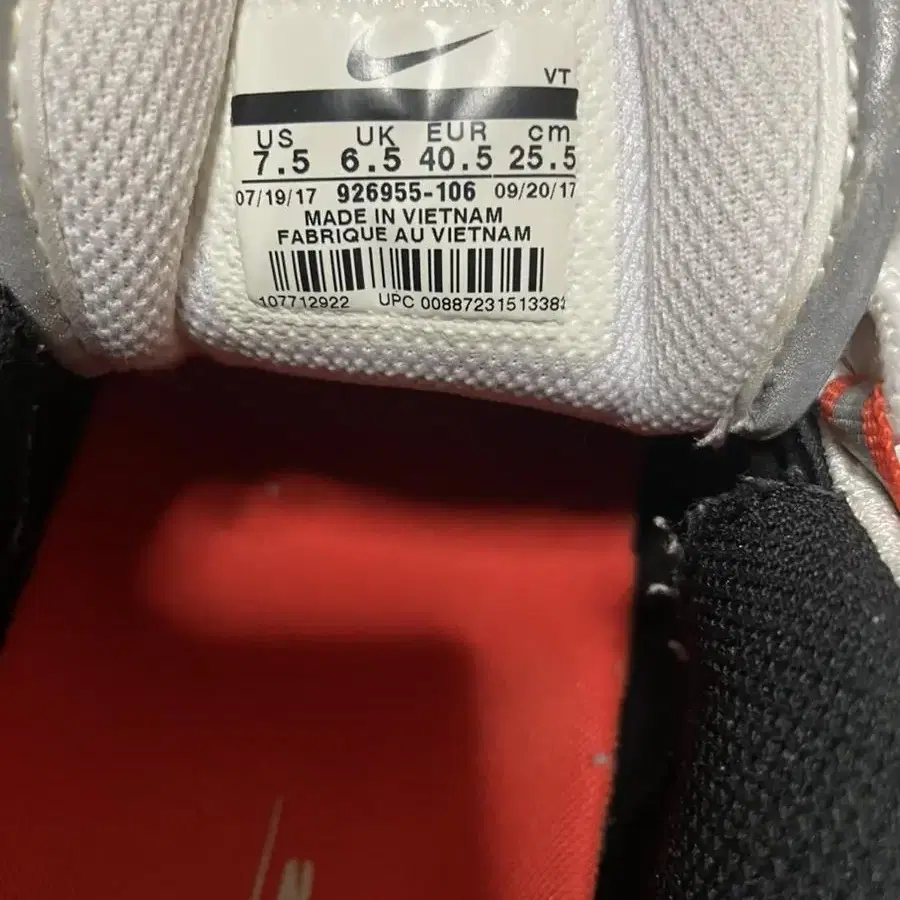 VT
US UK EUR cm
7.5 6.5 40.5 25.5
07/19/17 926955-106 09/20/17
MADE IN VIETNAM
FABRIQUE AU VIETNAM
107712922 UPC 00887231513382